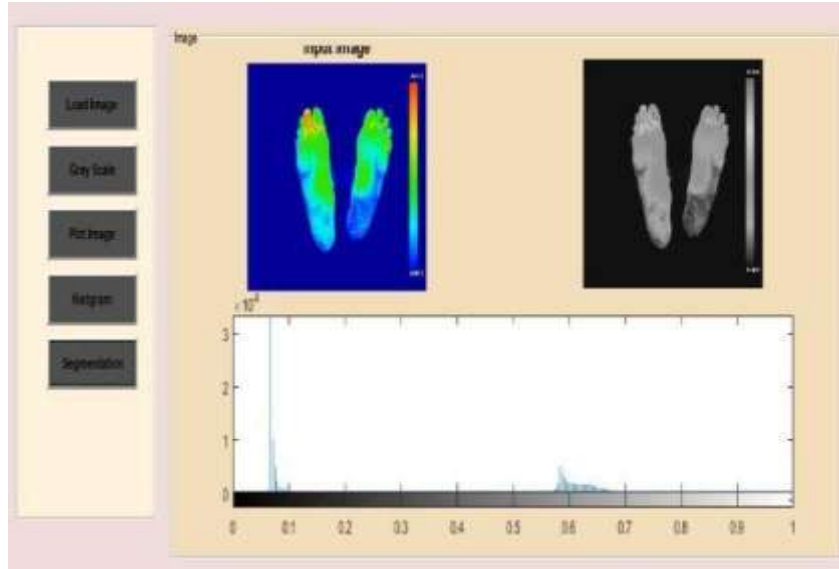 Image
Input Image
Load Image
Gray Scale
Plot Image
Histgram
Segmentation
3
2
1
0
0 0.1 0.2 0.3 0.4 0.5 0.6 0.7 0.8 0.9 1